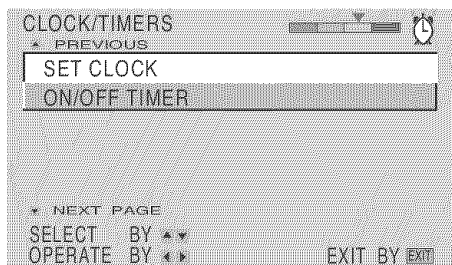 CLOCK/TIMERS
▲ PREVIOUS
SET CLOCK
ON/OFF TIMER
▼ NEXT PAGE
SELECT BY ▲▼
OPERATE BY ◀▶ EXIT BY EXIT